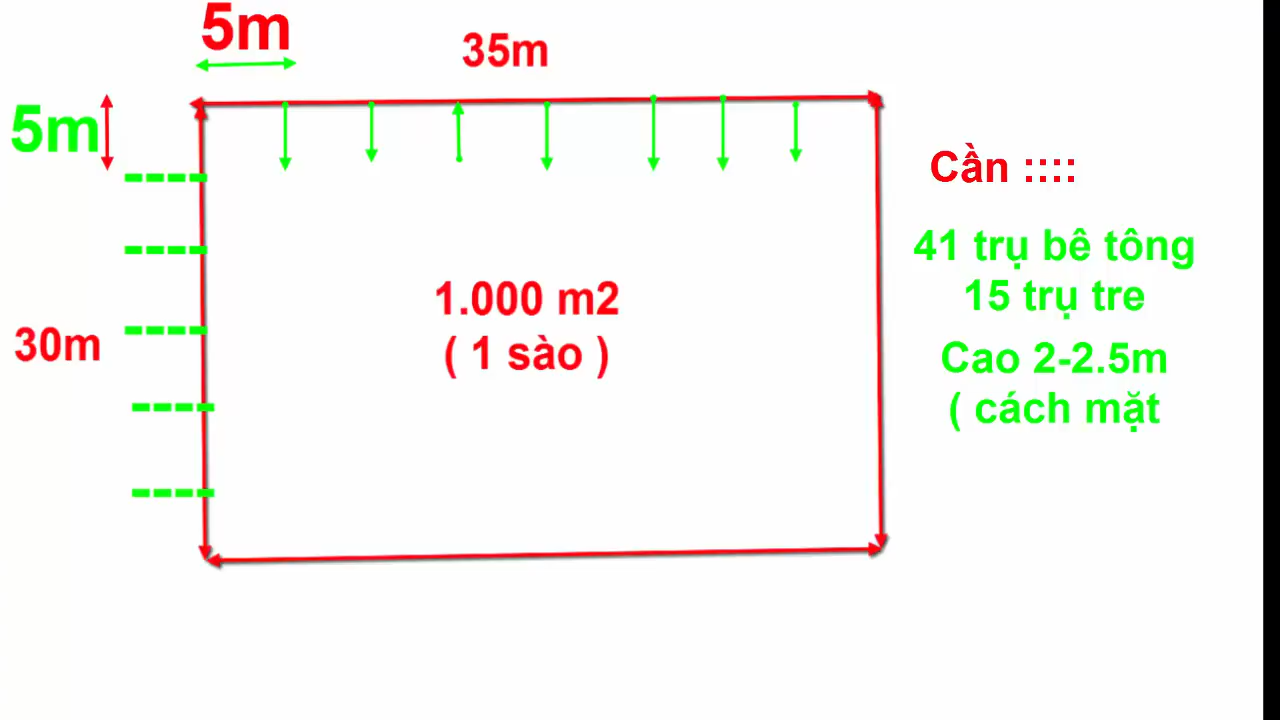 5m
35m
5m
Cần ::::
41 trụ bê tông
15 trụ tre
1.000 m2
( 1 sào )
30m
Cao 2-2.5m
( cách mặt